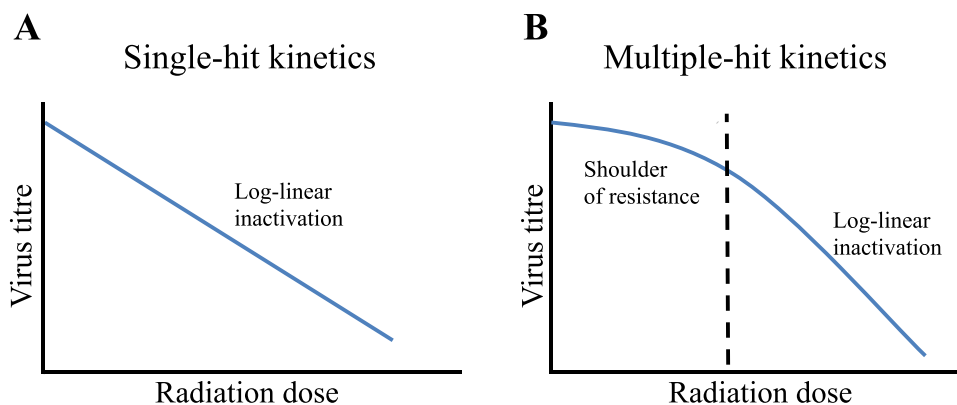 A
Single-hit kinetics
Virus titre
Log-linear
inactivation
Radiation dose
B
Multiple-hit kinetics
Virus titre
Shoulder
of resistance
Log-linear
inactivation
Radiation dose